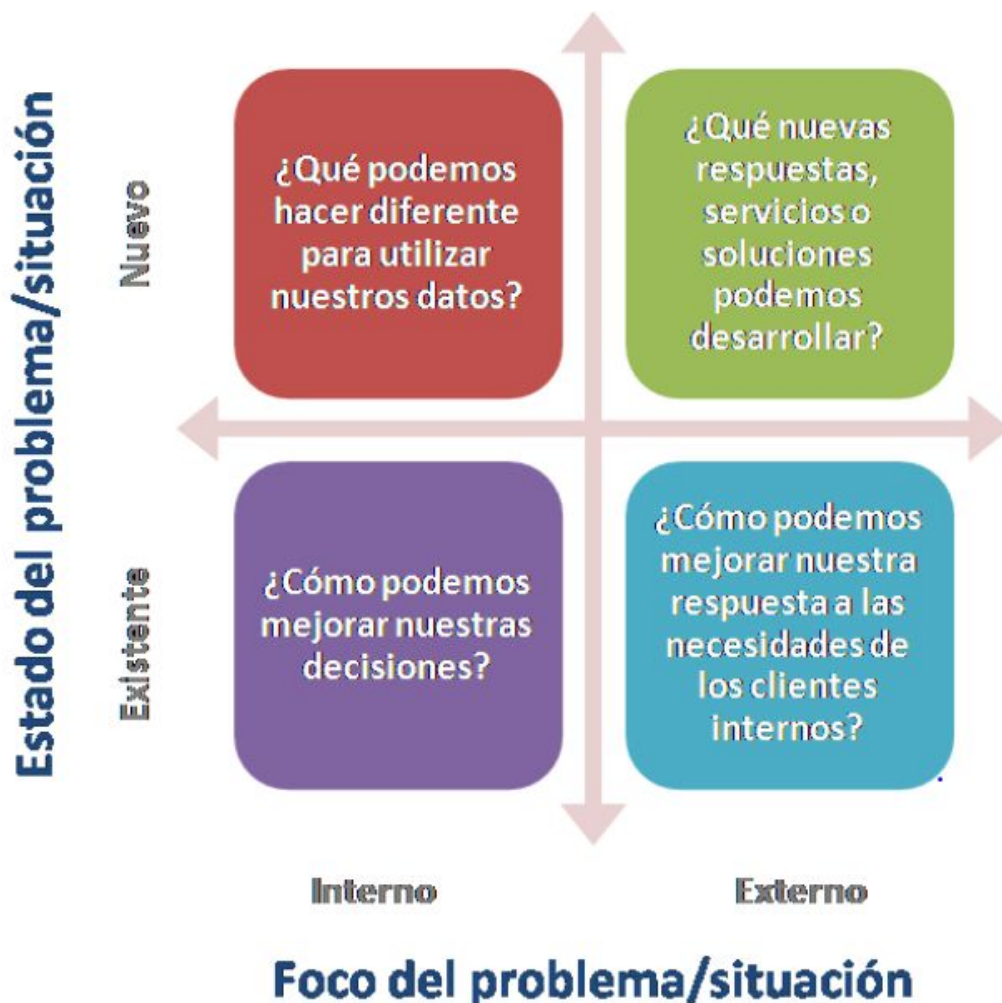 Estado del problema/situación
Nuevo
Existente
¿Qué podemos
hacer diferente
para utilizar
nuestros datos?
¿Qué nuevas
respuestas,
servicios o
soluciones
podemos
desarrollar?
¿Cómo podemos
mejorar nuestras
decisiones?
¿Cómo podemos
mejorar nuestra
respuesta a las
necesidades de
los clientes
internos?
Interno
Externo
Foco del problema/situación